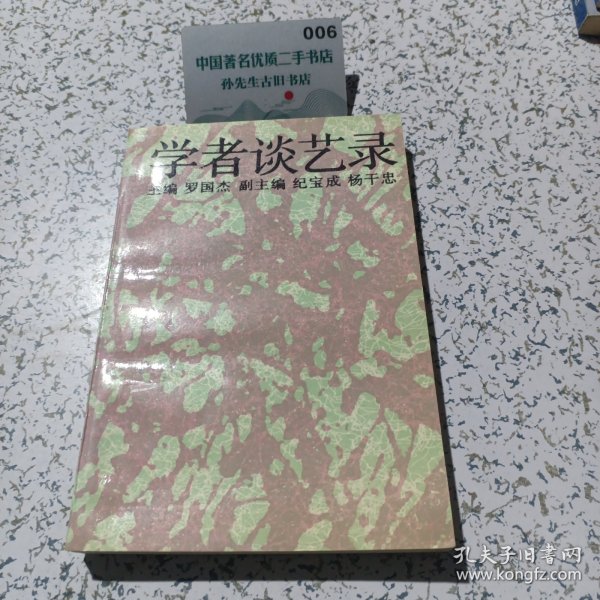 006
中国著名优质二手书店
孙先生古旧书店
学者谈艺录
主编 罗国杰 副主编 纪宝成 杨干忠
孔夫子旧书网
www.kongfz.com